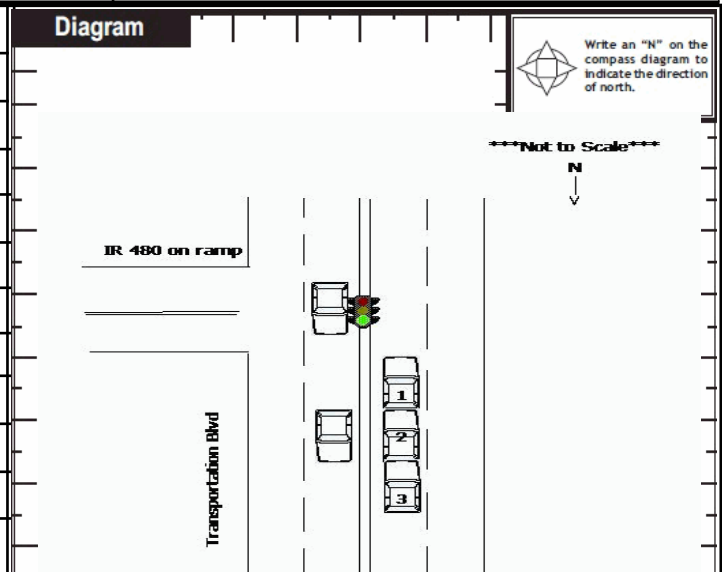 Diagram
Write an "N" on the
compass diagram to
indicate the direction
of north.
***Not to Scale***
N
IR 480 on ramp
Transportation Blvd
1
2
3